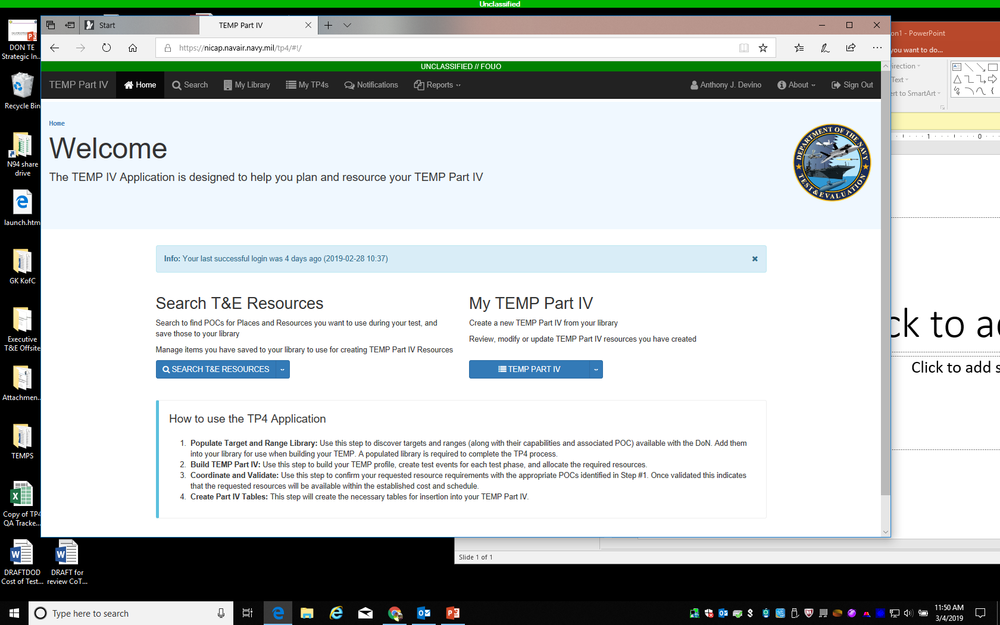 Unclassified
DON TE
Strategic In...
Recycle Bin
N94 share
drive
launch.htm
GK KofC
Executive
T&E Offsite
Attachmen...
TEMPS
Copy of TP4
QA Tracke...
DRAFTDOD
Cost of Test...
DRAFT for
review CoT...
Start
TEMP Part IV
https://nicap.navair.navy.mil/tp4/#!/
UNCLASSIFIED // FOUO
TEMP Part IV
Home
Search
My Library
My TP4s
Notifications
Reports
Anthony J. Devino
About
Sign Out
Home
Welcome
The TEMP IV Application is designed to help you plan and resource your TEMP Part IV
DEPARTMENT OF THE NAVY
TEST & EVALUATION
Info: Your last successful login was 4 days ago (2019-02-28 10:37)
Search T&E Resources
Search to find POCs for Places and Resources you want to use during your test, and
save those to your library
Manage items you have saved to your library to use for creating TEMP Part IV Resources
SEARCH T&E RESOURCES
My TEMP Part IV
Create a new TEMP Part IV from your library
Review, modify or update TEMP Part IV resources you have created
TEMP PART IV
How to use the TP4 Application
1. Populate Target and Range Library: Use this step to discover targets and ranges (along with their capabilities and associated POC) available with the DoN. Add them
into your library for use when building your TEMP. A populated library is required to complete the TP4 process.
2. Build TEMP Part IV: Use this step to build your TEMP profile, create test events for each test phase, and allocate the required resources.
3. Coordinate and Validate: Use this step to confirm your requested resource requirements with the appropriate POCs identified in Step #1. Once validated this indicates
that the requested resources will be available within the established cost and schedule.
4. Create Part IV Tables: This step will create the necessary tables for insertion into your TEMP Part IV.
on1 - PowerPoint
you want to do...
irection
Text
ert to SmartArt
1
0
ck to ad
Click to add s
Slide 1 of 1
Type here to search
11:50 AM
3/4/2019